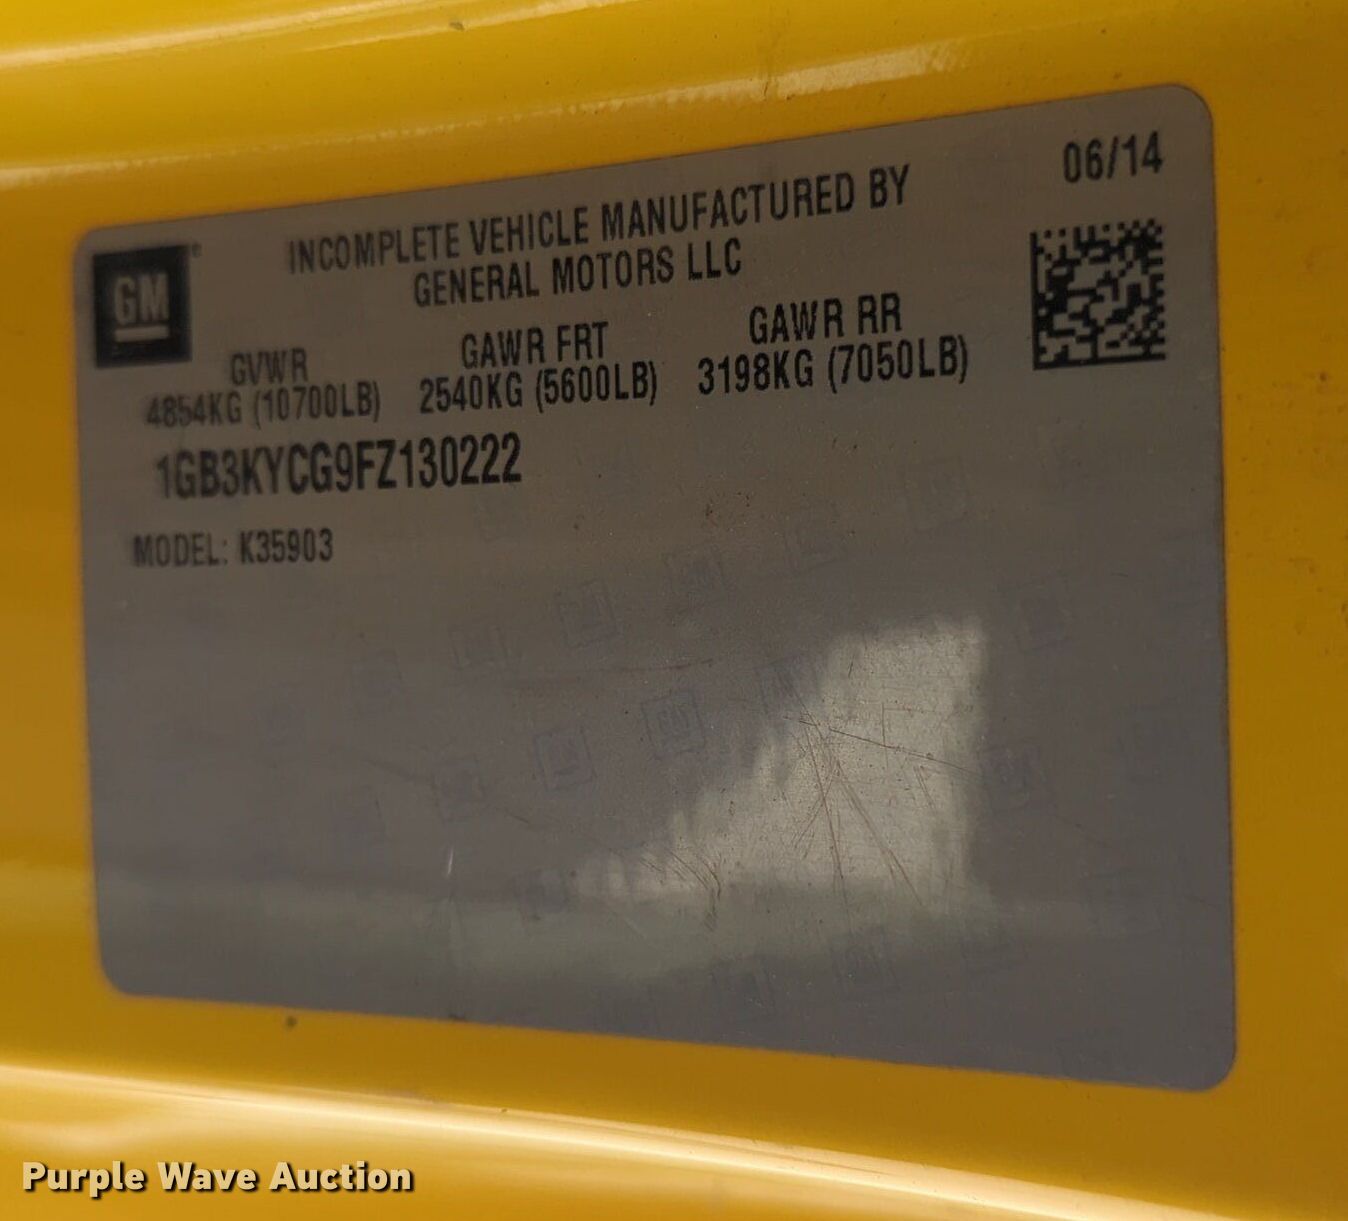 06/14
GM
INCOMPLETE VEHICLE MANUFACTURED BY
GENERAL MOTORS LLC
GVWR GAWR FRT GAWR RR
4854KG (10700LB) 2540KG (5600LB) 3198KG (7050LB)
1GB3KYCG9FZ130222
MODEL: K35903
Purple Wave Auction